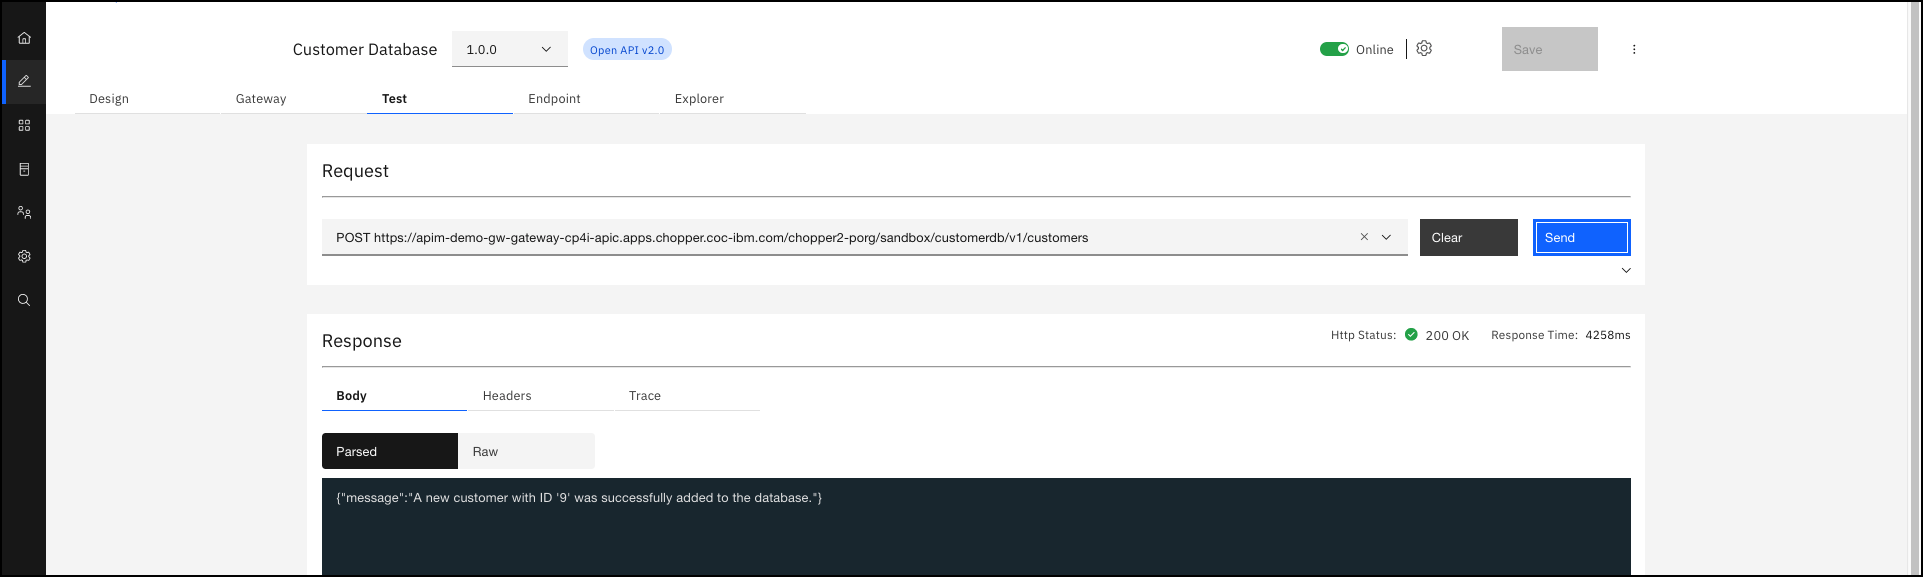 Customer Database
1.0.0
Open API v2.0
Online
Save
Design
Gateway
Test
Endpoint
Explorer
Request
POST https://apim-demo-gw-gateway-cp4i-apic.apps.chopper.coc-ibm.com/chopper2-porg/sandbox/customerdb/v1/customers
Clear
Send
Response
Http Status: 200 OK
Response Time: 4258ms
Body
Headers
Trace
Parsed
Raw
{"message":"A new customer with ID '9' was successfully added to the database."}